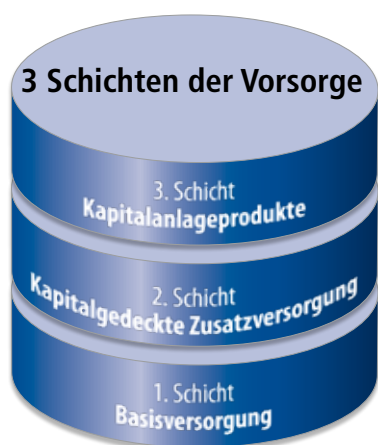 3 Schichten der Vorsorge
3. Schicht
Kapitalanlageprodukte
2. Schicht
Kapitalgedeckte Zusatzversorgung
1. Schicht
Basisversorgung